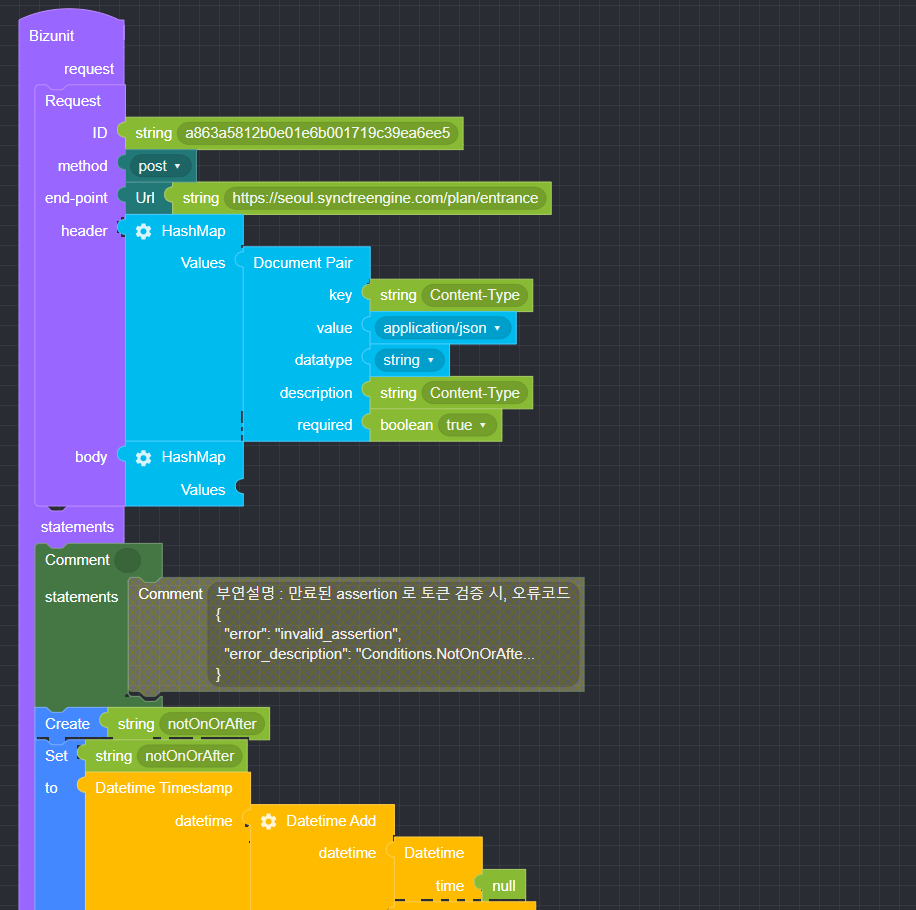 Bizunit
request
Request
ID string a863a5812b0e01e6b001719c39ea6ee5
method post
end-point Url string https://seoul.synctreengine.com/plan/entrance
header HashMap
Values Document Pair
key string Content-Type
value application/json
datatype string
description string Content-Type
required boolean true
body HashMap
Values
statements
Comment
statements Comment 부연설명 : 만료된 assertion 로 토큰 검증 시, 오류코드
{
"error": "invalid_assertion",
"error_description": "Conditions.NotOnOrAfte...
}
Create string notOnOrAfter
Set string notOnOrAfter
to Datetime Timestamp
datetime Datetime Add
datetime Datetime
time null